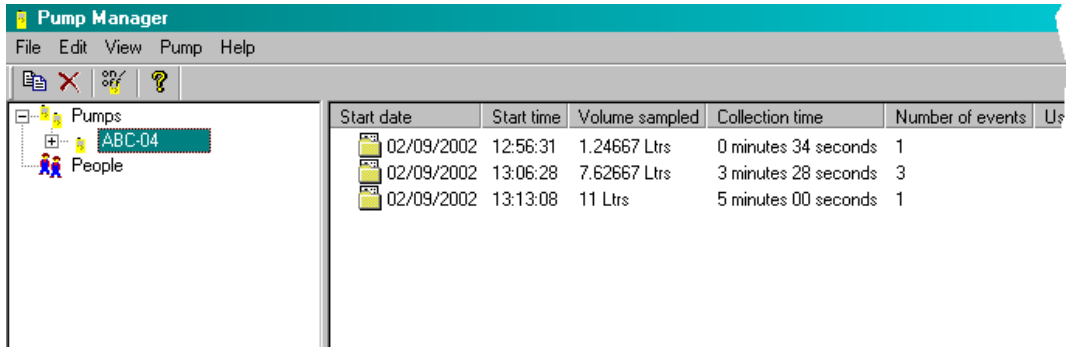 Pump Manager
File Edit View Pump Help
Pumps
ABC-04
People
Start date Start time Volume sampled Collection time Number of events
02/09/2002 12:56:31 1.24667 Ltrs 0 minutes 34 seconds 1
02/09/2002 13:06:28 7.62667 Ltrs 3 minutes 28 seconds 3
02/09/2002 13:13:08 11 Ltrs 5 minutes 00 seconds 1